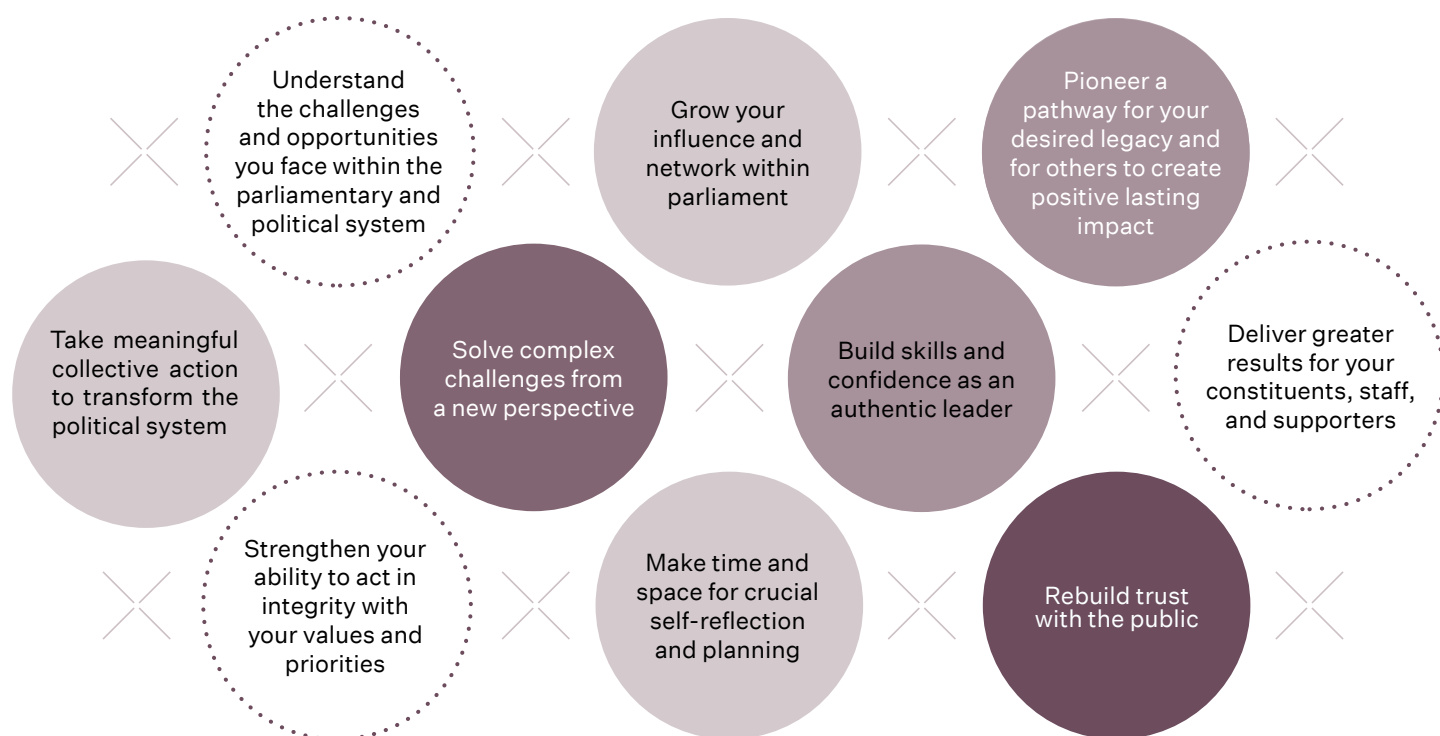 Understand
the challenges
and opportunities
you face within the
parliamentary and
political system
Grow your
influence and
network within
parliament
Pioneer a
pathway for your
desired legacy and
for others to create
positive lasting
impact
Take meaningful
collective action
to transform the
political system
Solve complex
challenges from
a new perspective
Build skills and
confidence as an
authentic leader
Deliver greater
results for your
constituents, staff,
and supporters
Strengthen your
ability to act in
integrity with
your values and
priorities
Make time and
space for crucial
self-reflection
and planning
Rebuild trust
with the public